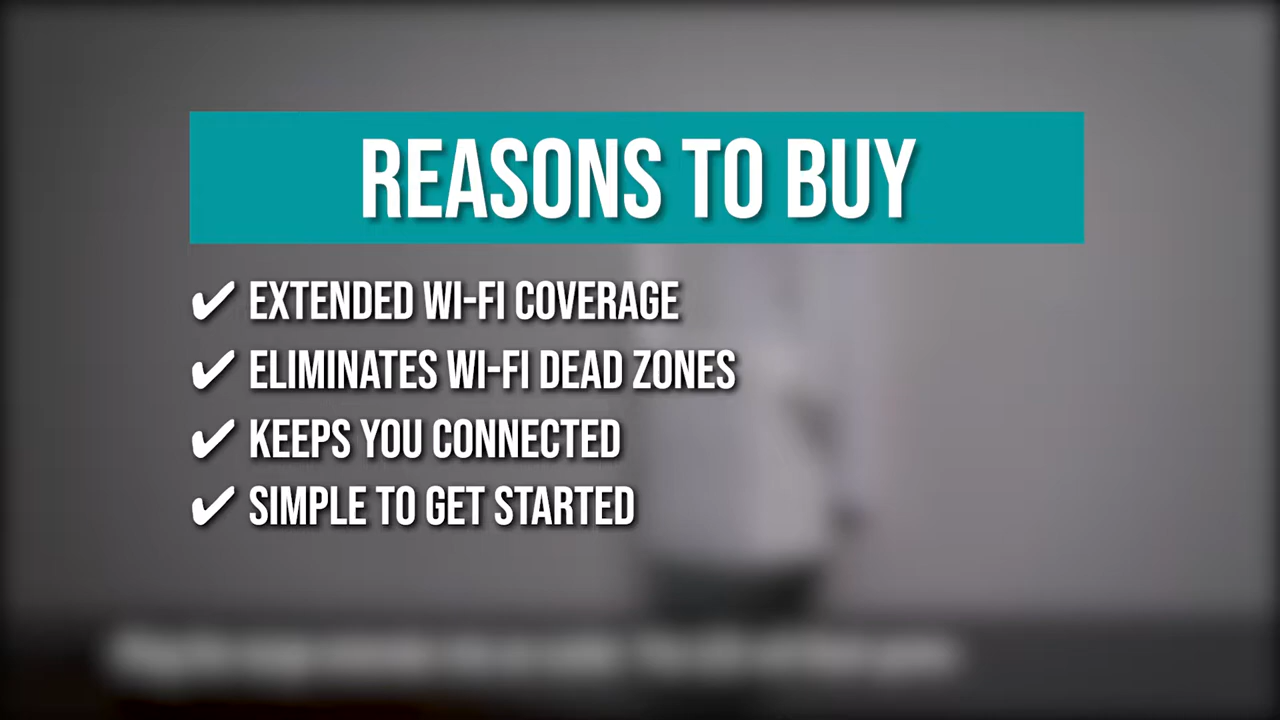 REASONS TO BUY
✔ EXTENDED WI-FI COVERAGE
✔ ELIMINATES WI-FI DEAD ZONES
✔ KEEPS YOU CONNECTED
✔ SIMPLE TO GET STARTED